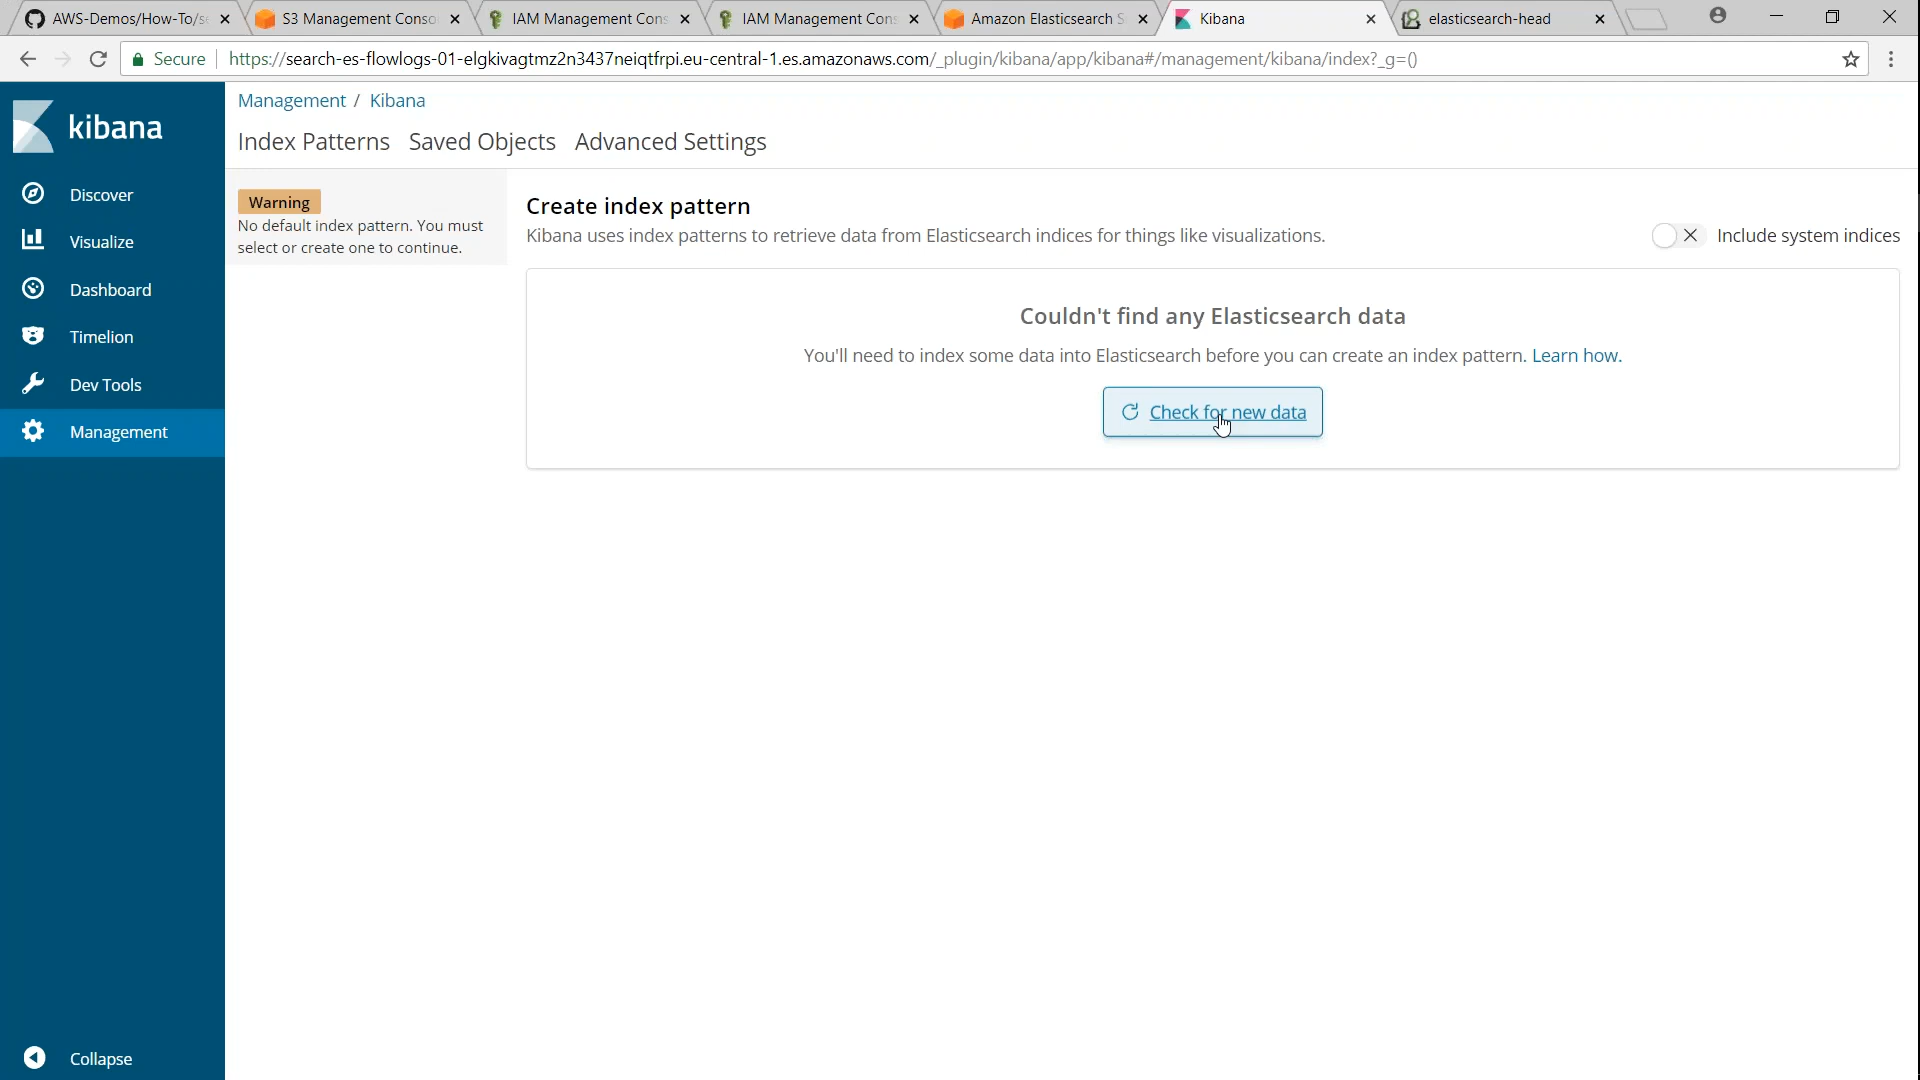 AWS-Demos/How-To/se
S3 Management Conso
IAM Management Cons
IAM Management Cons
Amazon Elasticsearch S
Kibana
elasticsearch-head
Secure
https://search-es-flowlogs-01-elgkivagtmz2n3437neiqtfrpi.eu-central-1.es.amazonaws.com/_plugin/kibana/app/kibana#/management/kibana/index?_g=()
kibana
Discover
Visualize
Dashboard
Timelion
Dev Tools
Management
Collapse
Management / Kibana
Index Patterns Saved Objects Advanced Settings
Warning
No default index pattern. You must
select or create one to continue.
Create index pattern
Kibana uses index patterns to retrieve data from Elasticsearch indices for things like visualizations.
Include system indices
Couldn't find any Elasticsearch data
You'll need to index some data into Elasticsearch before you can create an index pattern. Learn how.
Check for new data